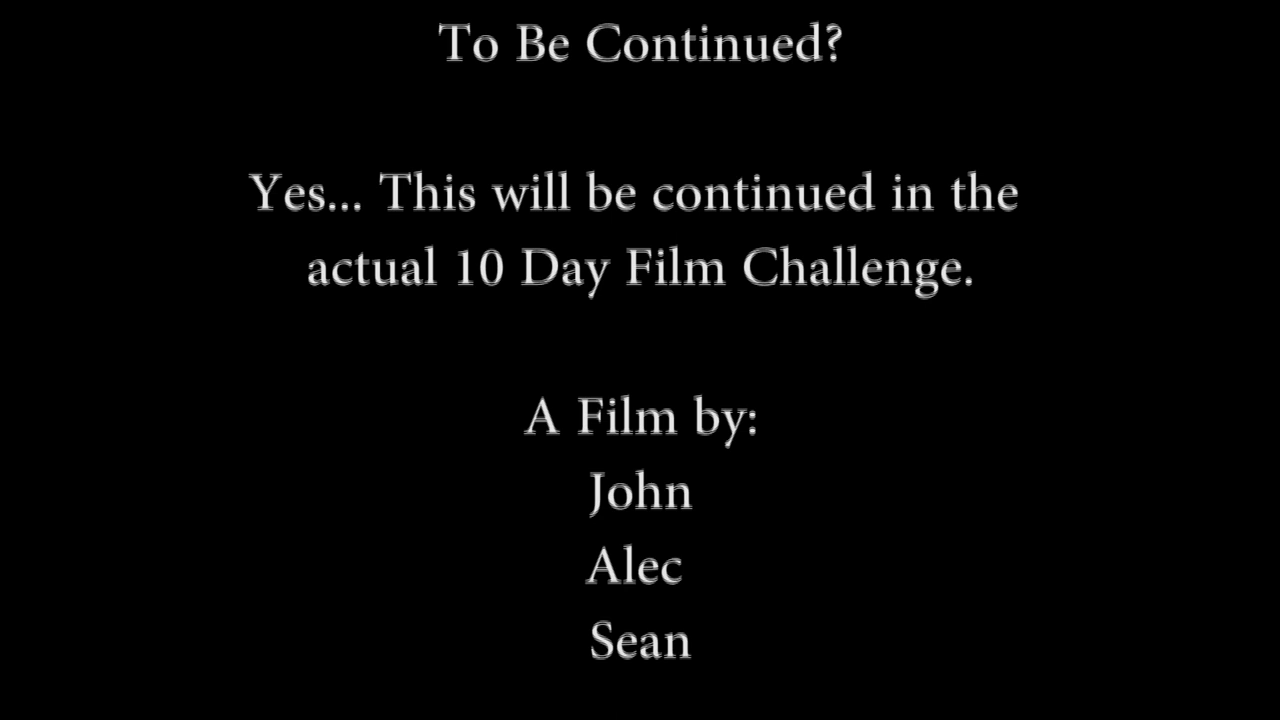 To Be Continued?
Yes... This will be continued in the
actual 10 Day Film Challenge.
A Film by:
John
Alec
Sean